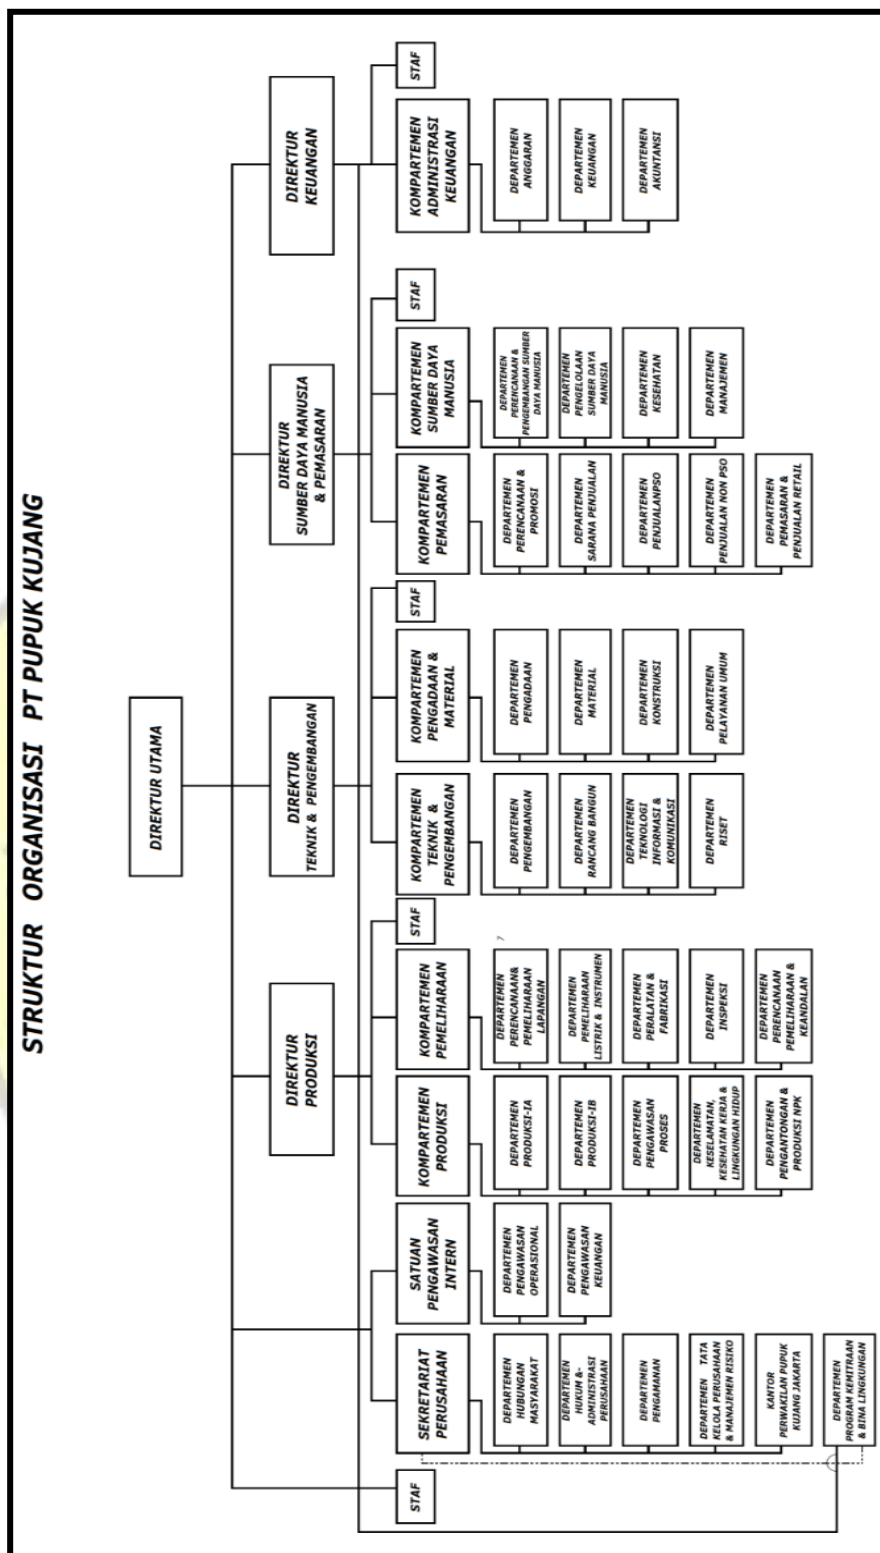 STRUKTUR ORGANISASI PT PUPUK KUJANG
DIREKTUR UTAMA
DIREKTUR
PRODUKSI
DIREKTUR
TEKNIK & PENGEMBANGAN
DIREKTUR
SUMBER DAYA MANUSIA
& PEMASARAN
DIREKTUR
KEUANGAN
STAF
SEKRETARIAT
PERUSAHAAN
SATUAN
PENGAWASAN
INTERN
KOMPARTEMEN
PRODUKSI
KOMPARTEMEN
PEMELIHARAAN
STAF
KOMPARTEMEN
TEKNIK &
PENGEMBANGAN
KOMPARTEMEN
PENGADAAN &
MATERIAL
STAF
KOMPARTEMEN
PEMASARAN
KOMPARTEMEN
SUMBER DAYA
MANUSIA
STAF
KOMPARTEMEN
ADMINISTRASI
KEUANGAN
STAF
DEPARTEMEN
HUBUNGAN
MASYARAKAT
DEPARTEMEN
HUKUM &-
ADMINISTRASI
PERUSAHAAN
DEPARTEMEN
PENGAMANAN
DEPARTEMEN TATA
KELOLA PERUSAHAAN
& MANAJEMEN RISIKO
KANTOR
PERWAKILAN PUPUK
KUJANG JAKARTA
DEPARTEMEN
PROGRAM KEMITRAAN
& BINA LINGKUNGAN
DEPARTEMEN
PENGAWASAN
OPERASIONAL
DEPARTEMEN
PENGAWASAN
KEUANGAN
DEPARTEMEN
PRODUKSI-IA
DEPARTEMEN
PRODUKSI-IB
DEPARTEMEN
PENGAWASAN
PROSES
DEPARTEMEN
KESELAMATAN,
KESEHATAN KERJA &
LINGKUNGAN HIDUP
DEPARTEMEN
PENGANTONGAN &
PRODUKSI NPK
DEPARTEMEN
PERENCANAAN&
PEMELIHARAAN
LAPANGAN
DEPARTEMEN
PEMELIHARAAN
LISTRIK & INSTRUMEN
DEPARTEMEN
PERALATAN &
FABRIKASI
DEPARTEMEN
INSPEKSI
DEPARTEMEN
PERENCANAAN
PEMELIHARAAN &
KEANDALAN
DEPARTEMEN
PENGEMBANGAN
DEPARTEMEN
RANCANG BANGUN
DEPARTEMEN
TEKNOLOGI
INFORMASI &
KOMUNIKASI
DEPARTEMEN
RISET
DEPARTEMEN
PENGADAAN
DEPARTEMEN
MATERIAL
DEPARTEMEN
KONSTRUKSI
DEPARTEMEN
PELAYANAN UMUM
DEPARTEMEN
PERENCANAAN &
PROMOSI
DEPARTEMEN
SARANA PENJUALAN
DEPARTEMEN
PENJUALANPSO
DEPARTEMEN
PENJUALAN NON PSO
DEPARTEMEN
PEMASARAN &
PENJUALAN RETAIL
DEPARTEMEN
PERENCANAAN &
PENGEMBANGAN SUMBER
DAYA MANUSIA
DEPARTEMEN
PENGELOLAAN
SUMBER DAYA
MANUSIA
DEPARTEMEN
KESEHATAN
DEPARTEMEN
MANAJEMEN
DEPARTEMEN
ANGGARAN
DEPARTEMEN
KEUANGAN
DEPARTEMEN
AKUNTANSI